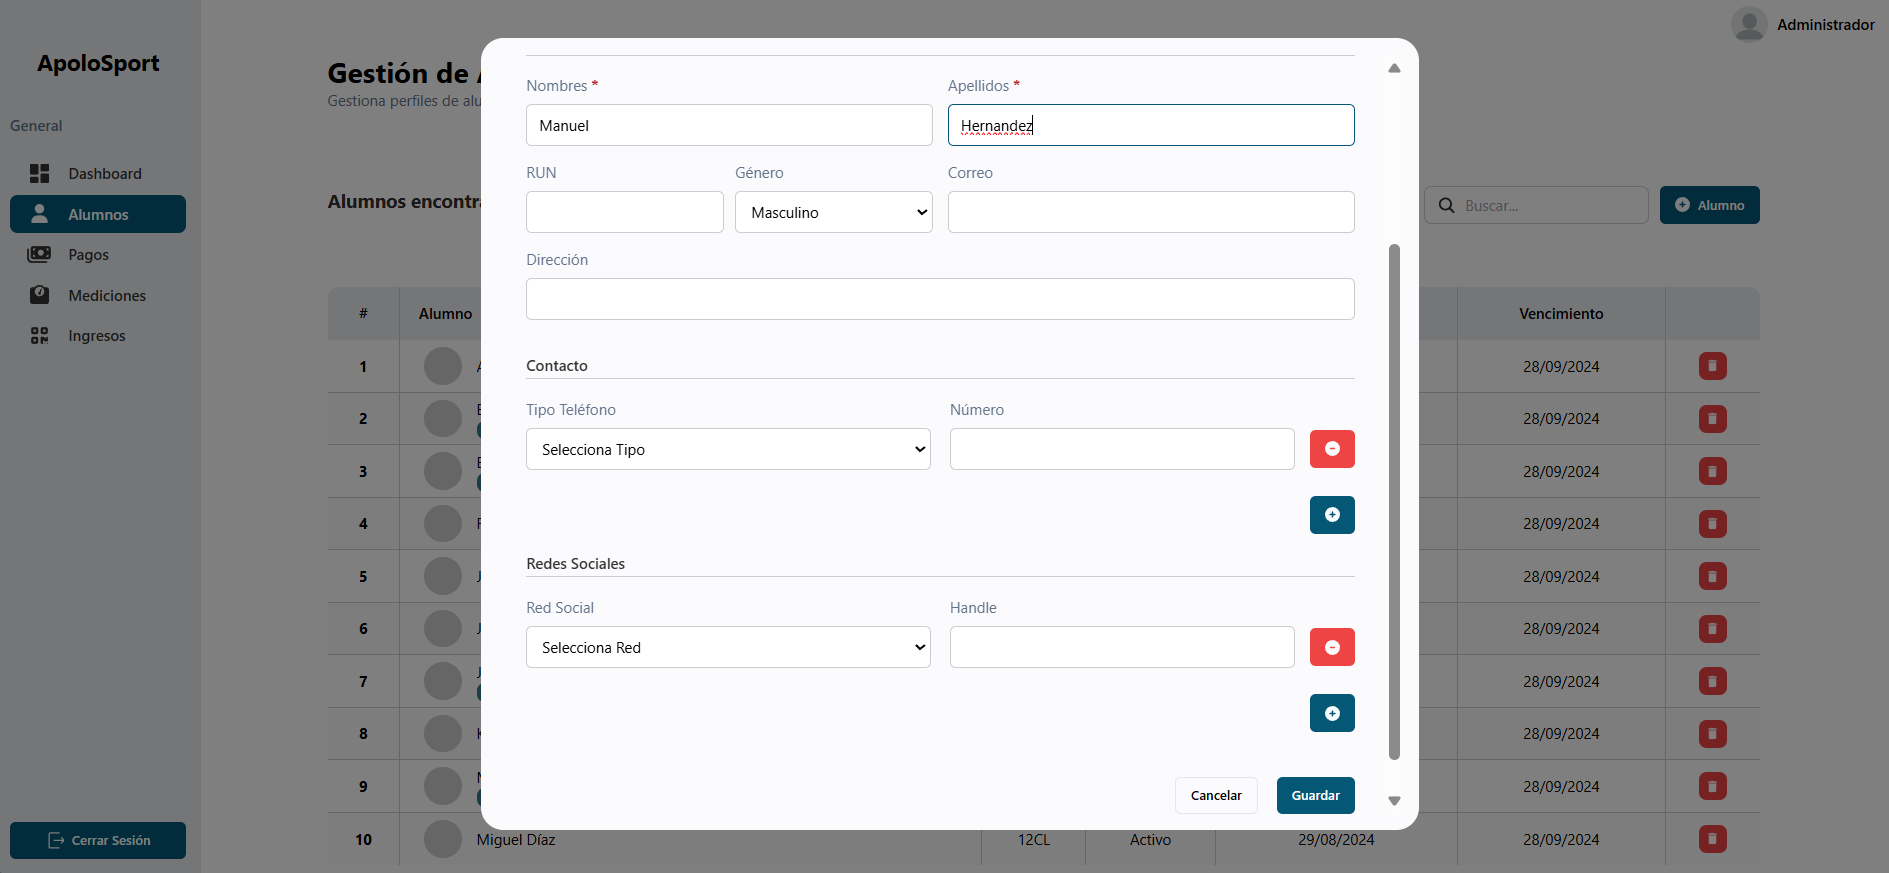 ApoloSport
General
Dashboard
Alumnos
Pagos
Mediciones
Ingresos
Cerrar Sesión
Administrador
Gestión de
Gestiona perfiles de
Alumnos
Buscar...
Alumno
Nombres *
Apellidos *
Manuel
Hernandez
RUN
Género
Correo
Masculino
Dirección
Contacto
Tipo Teléfono
Número
Selecciona Tipo
Redes Sociales
Red Social
Handle
Selecciona Red
Cancelar
Guardar
# Alumno Vencimiento
1 28/09/2024
2 28/09/2024
3 28/09/2024
4 28/09/2024
5 28/09/2024
6 28/09/2024
7 28/09/2024
8 28/09/2024
9 28/09/2024
10 Miguel Díaz 12CL Activo 29/08/2024 28/09/2024